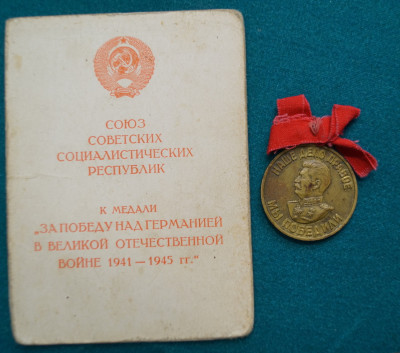 СОЮЗ
СОВЕТСКИХ
СОЦИАЛИСТИЧЕСКИХ
РЕСПУБЛИК
К МЕДАЛИ
„ЗА ПОБЕДУ НАД ГЕРМАНИЕЙ
В ВЕЛИКОЙ ОТЕЧЕСТВЕННОЙ
ВОЙНЕ 1941—1945 гг."
НАШЕ ДЕЛО ПРАВОЕ
МЫ ПОБЕДИЛИ